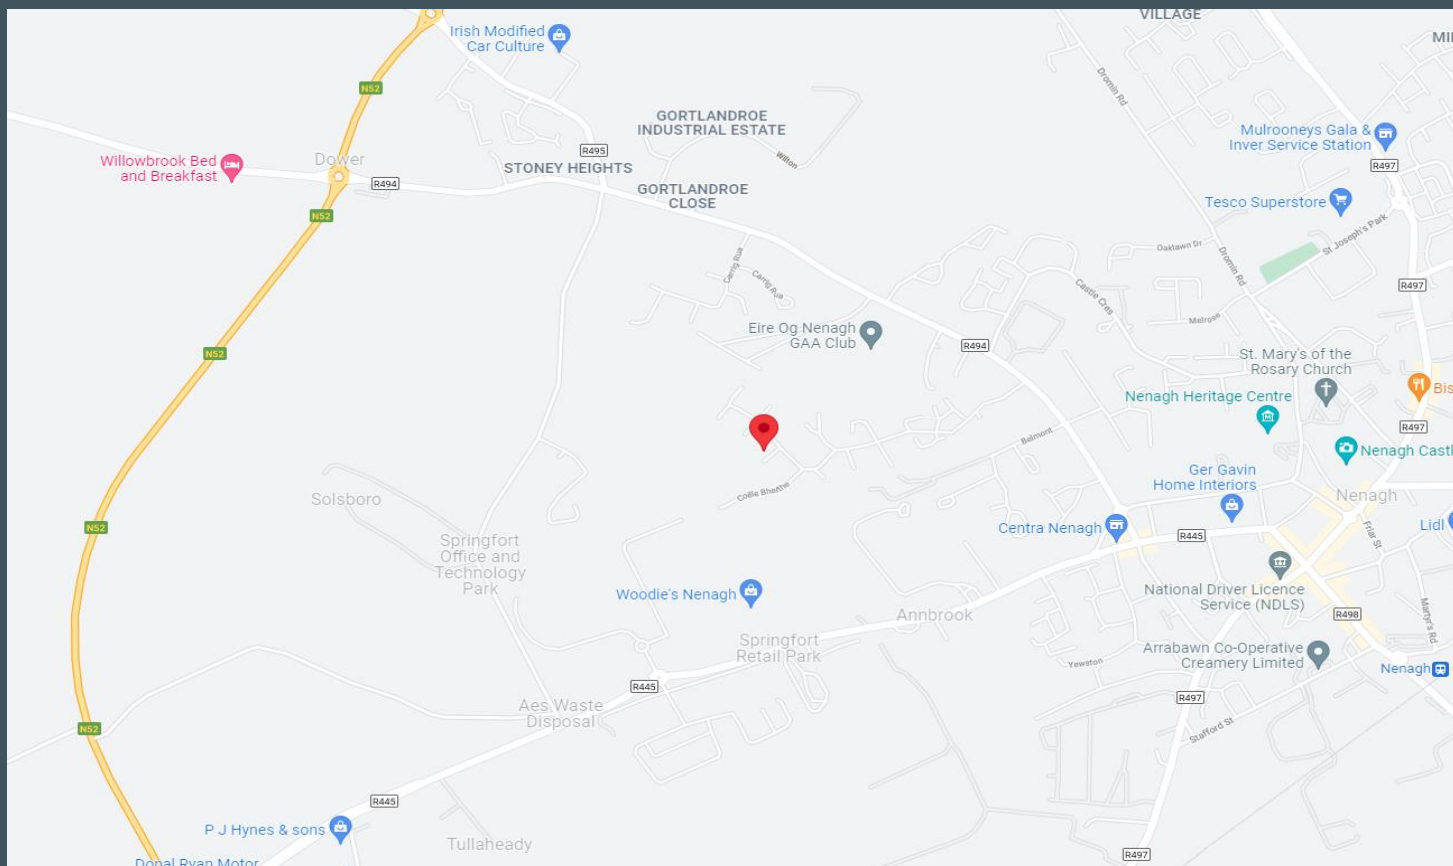 VILLAGE
Irish Modified
Car Culture
N52
Dromin Rd
GORTLANDROE
INDUSTRIAL ESTATE
Mulrooneys Gala &
Inver Service Station
Willowbrook Bed
and Breakfast
Dower
R495
Wilton
R497
STONEY HEIGHTS
R494
GORTLANDROE
CLOSE
Tesco Superstore
N52
St Joseph's Park
Oaklawn Dr
Dromin Rd
Carrig Rua
Carrig Rua
Castle Cres
R497
Melrose
Eire Og Nenagh
GAA Club
R494
N52
St. Mary's of the
Rosary Church
Nenagh Heritage Centre
Bis
R497
Belmont
Nenagh Castl
Ger Gavin
Home Interiors
Coille Bheithe
Solsboro
Nenagh
N52
Centra Nenagh
R445
Friar St
Lidl
Springfort
Office and
Technology
Park
National Driver Licence
Service (NDLS)
Woodie's Nenagh
Annbrook
R498
Martyr's Rd
Springfort
Retail Park
Arrabawn Co-Operative
Creamery Limited
Yewston
Nenagh
R445
R497
Aes Waste
Disposal
N52
Stafford St
R445
P J Hynes & sons
Tullaheady
R497
Donal Ryan Motor